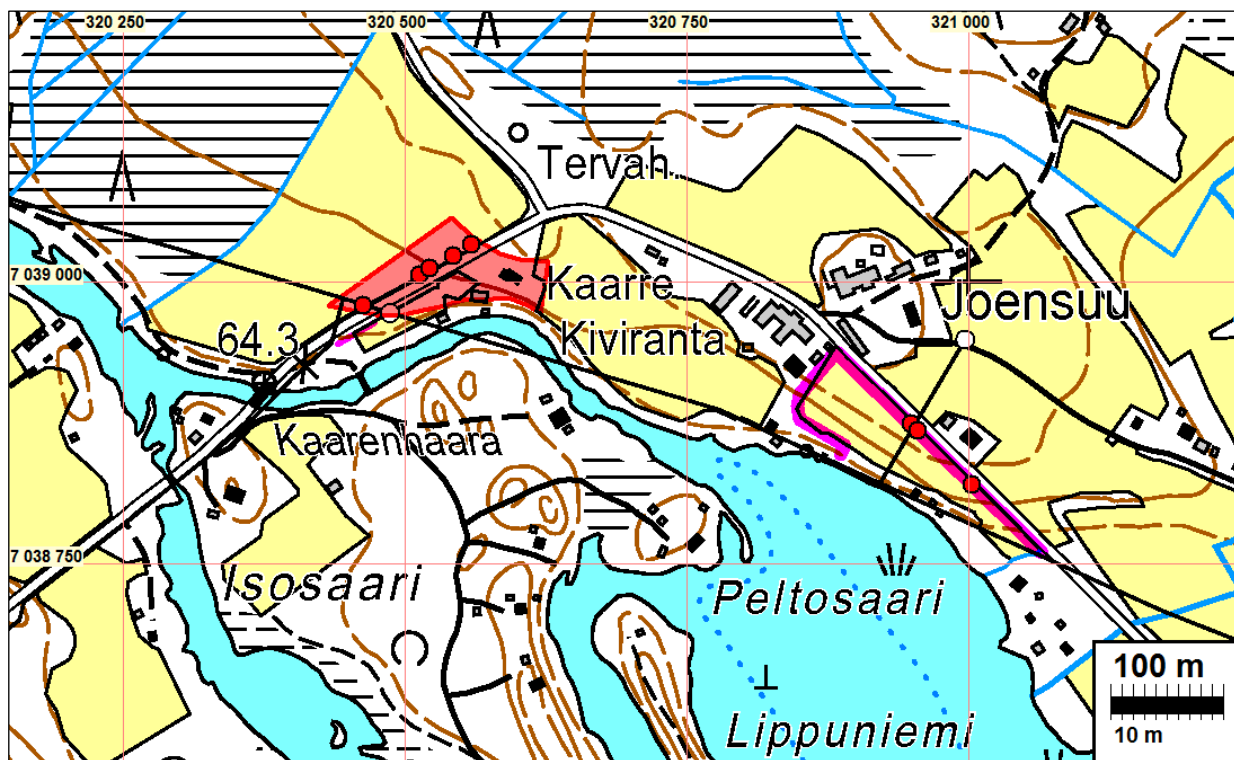 320 250 320 500 320 750 321 000
Tervah.
7 039 000
Kaarre
Joensuu
64.3
Kiviranta
Kaarenhaara
7 038 750
Isosaari
Peltosaari
100 m
10 m
Lippuniemi